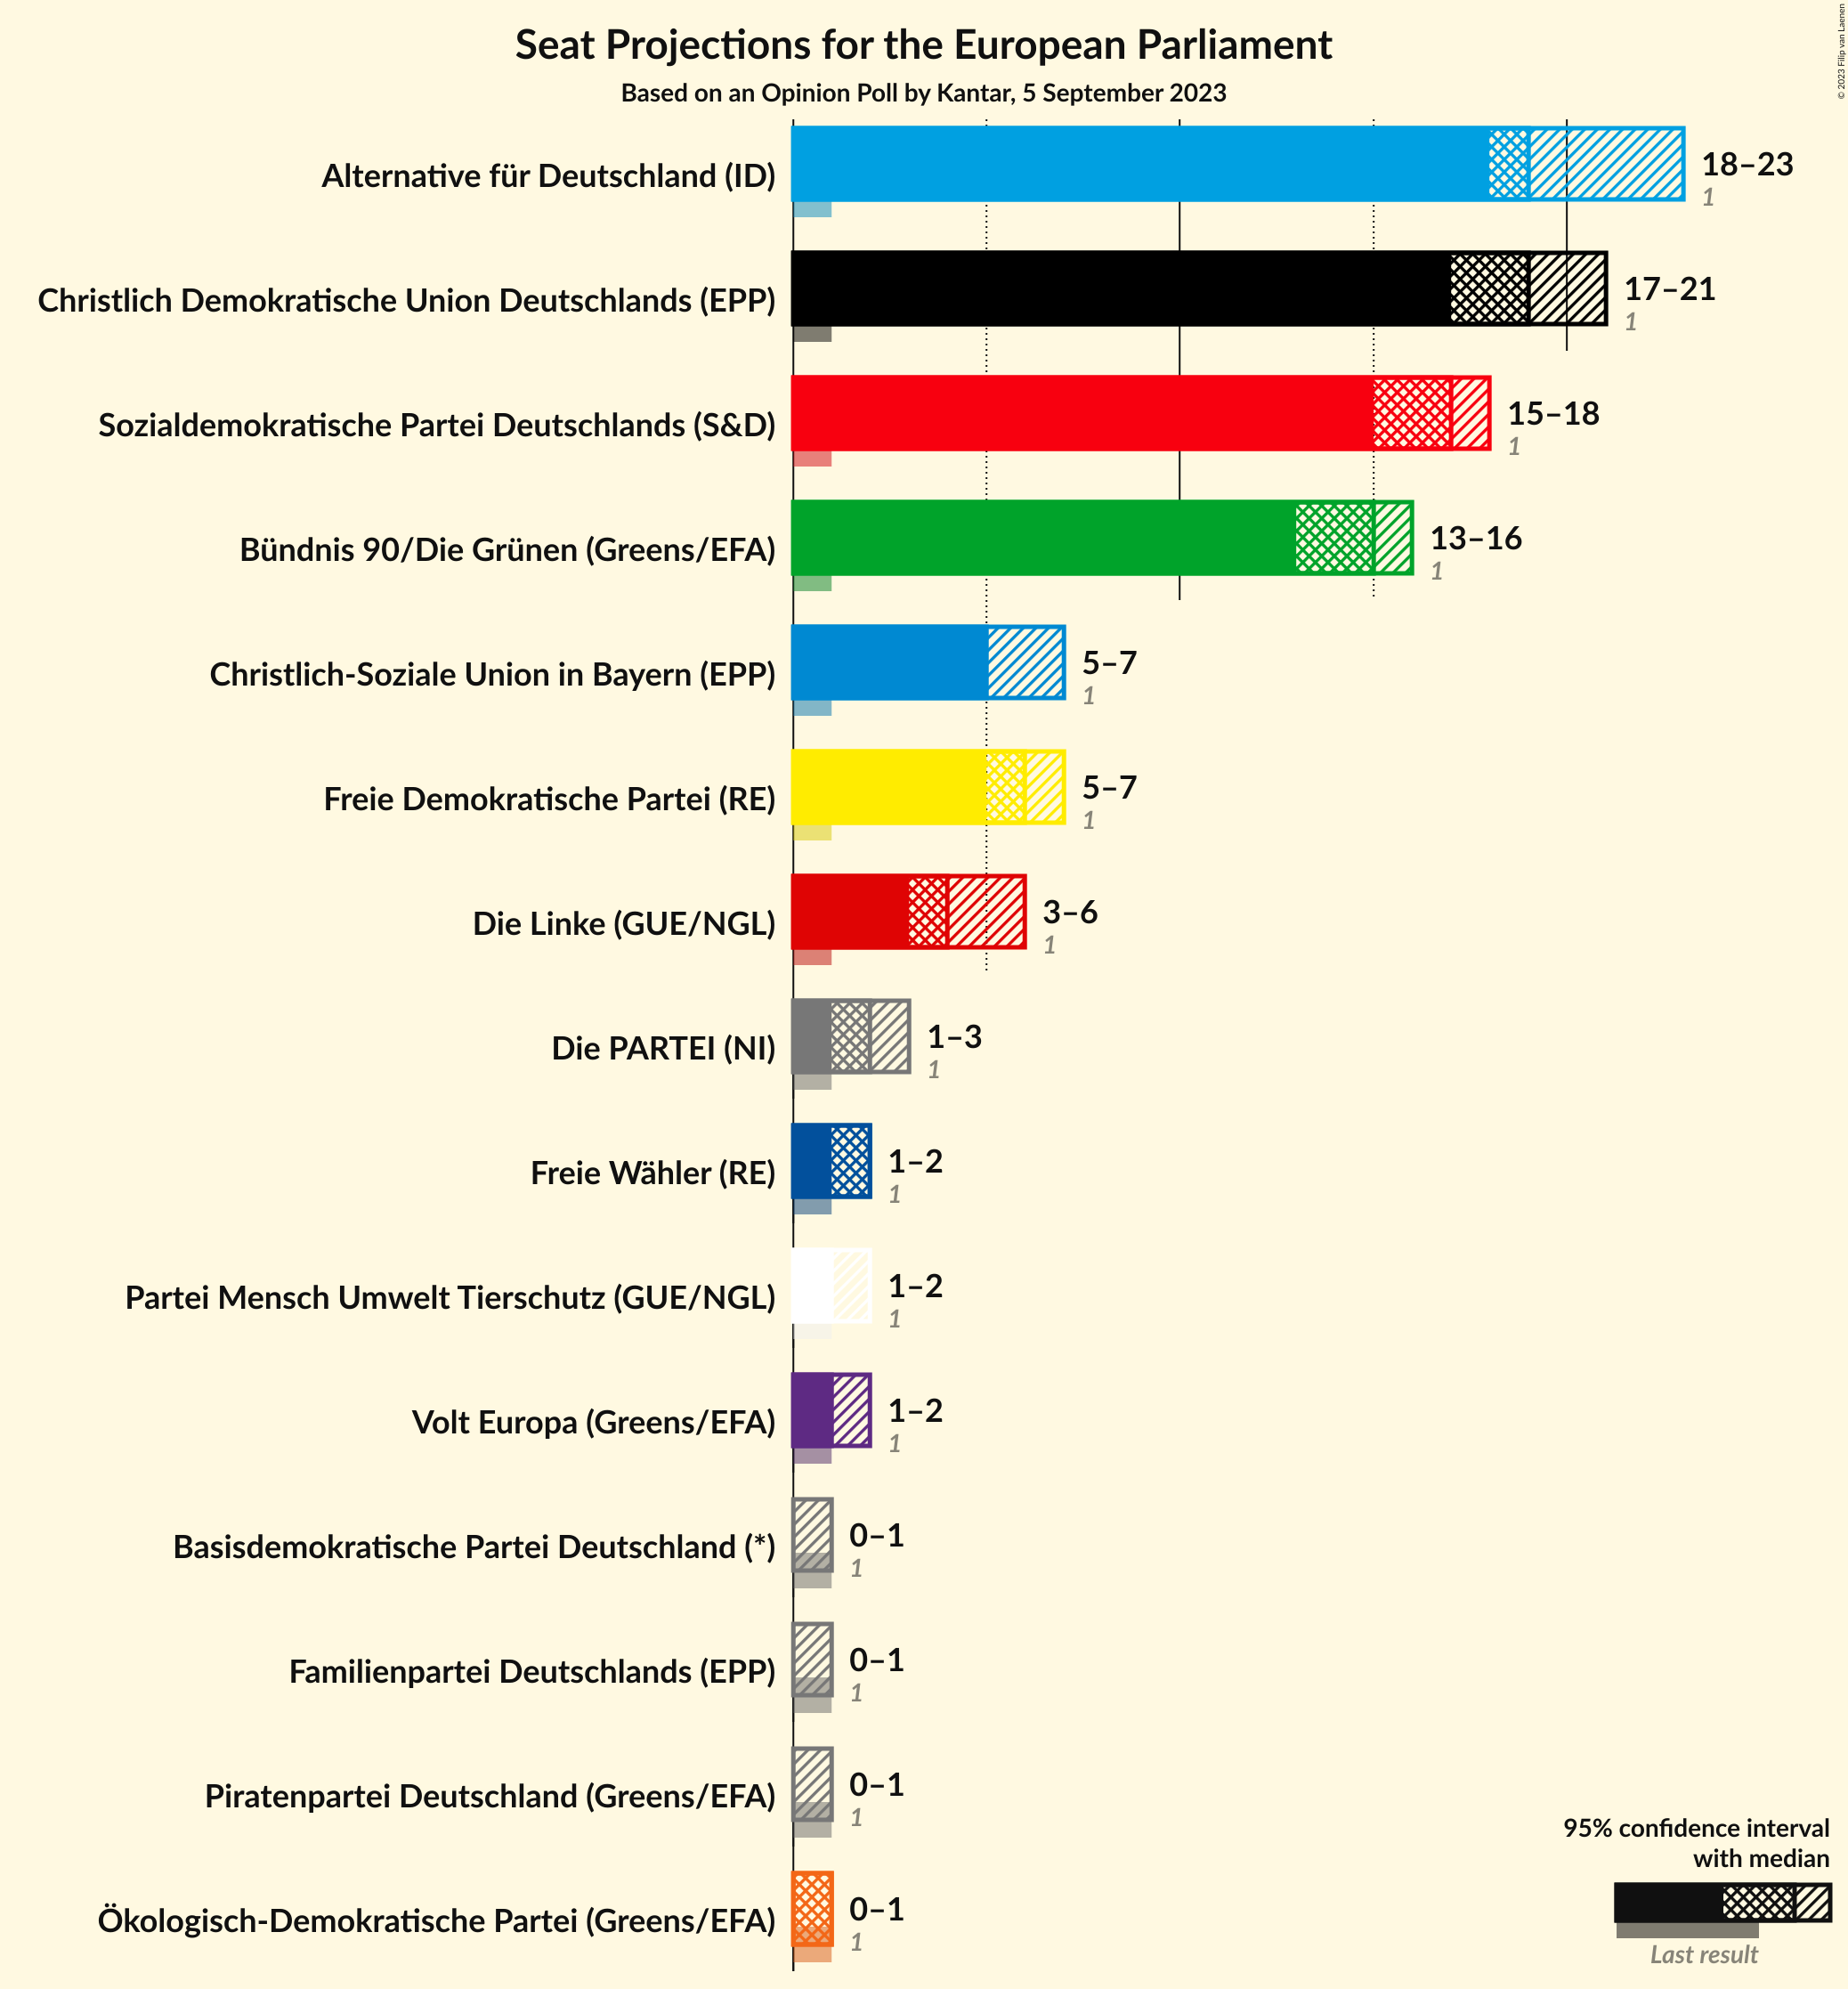 Seat Projections for the European Parliament
Based on an Opinion Poll by Kantar, 5 September 2023
© 2023 Filip van Laenen
Alternative für Deutschland (ID)
18–23
1
Christlich Demokratische Union Deutschlands (EPP)
17–21
1
Sozialdemokratische Partei Deutschlands (S&D)
15–18
1
Bündnis 90/Die Grünen (Greens/EFA)
13–16
1
Christlich-Soziale Union in Bayern (EPP)
5–7
1
Freie Demokratische Partei (RE)
5–7
1
Die Linke (GUE/NGL)
3–6
1
Die PARTEI (NI)
1–3
1
Freie Wähler (RE)
1–2
1
Partei Mensch Umwelt Tierschutz (GUE/NGL)
1–2
1
Volt Europa (Greens/EFA)
1–2
1
Basisdemokratische Partei Deutschland (*)
0–1
1
Familienpartei Deutschlands (EPP)
0–1
1
Piratenpartei Deutschland (Greens/EFA)
0–1
1
Ökologisch-Demokratische Partei (Greens/EFA)
0–1
1
95% confidence interval
with median
Last result